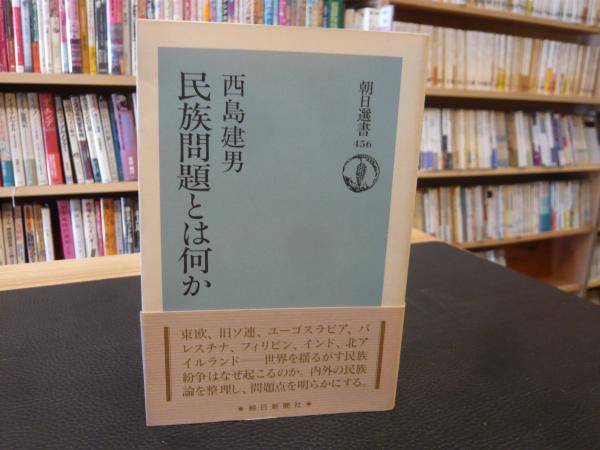 朝日選書
456
西島建男
民族問題とは何か
東欧、旧ソ連、ユーゴスラビア、パ
レスチナ、フィリピン、インド、北ア
イルランド――世界を揺るがす民族
紛争はなぜ起こるのか。内外の民族
論を整理し、問題点を明らかにする。
★朝日新聞社★